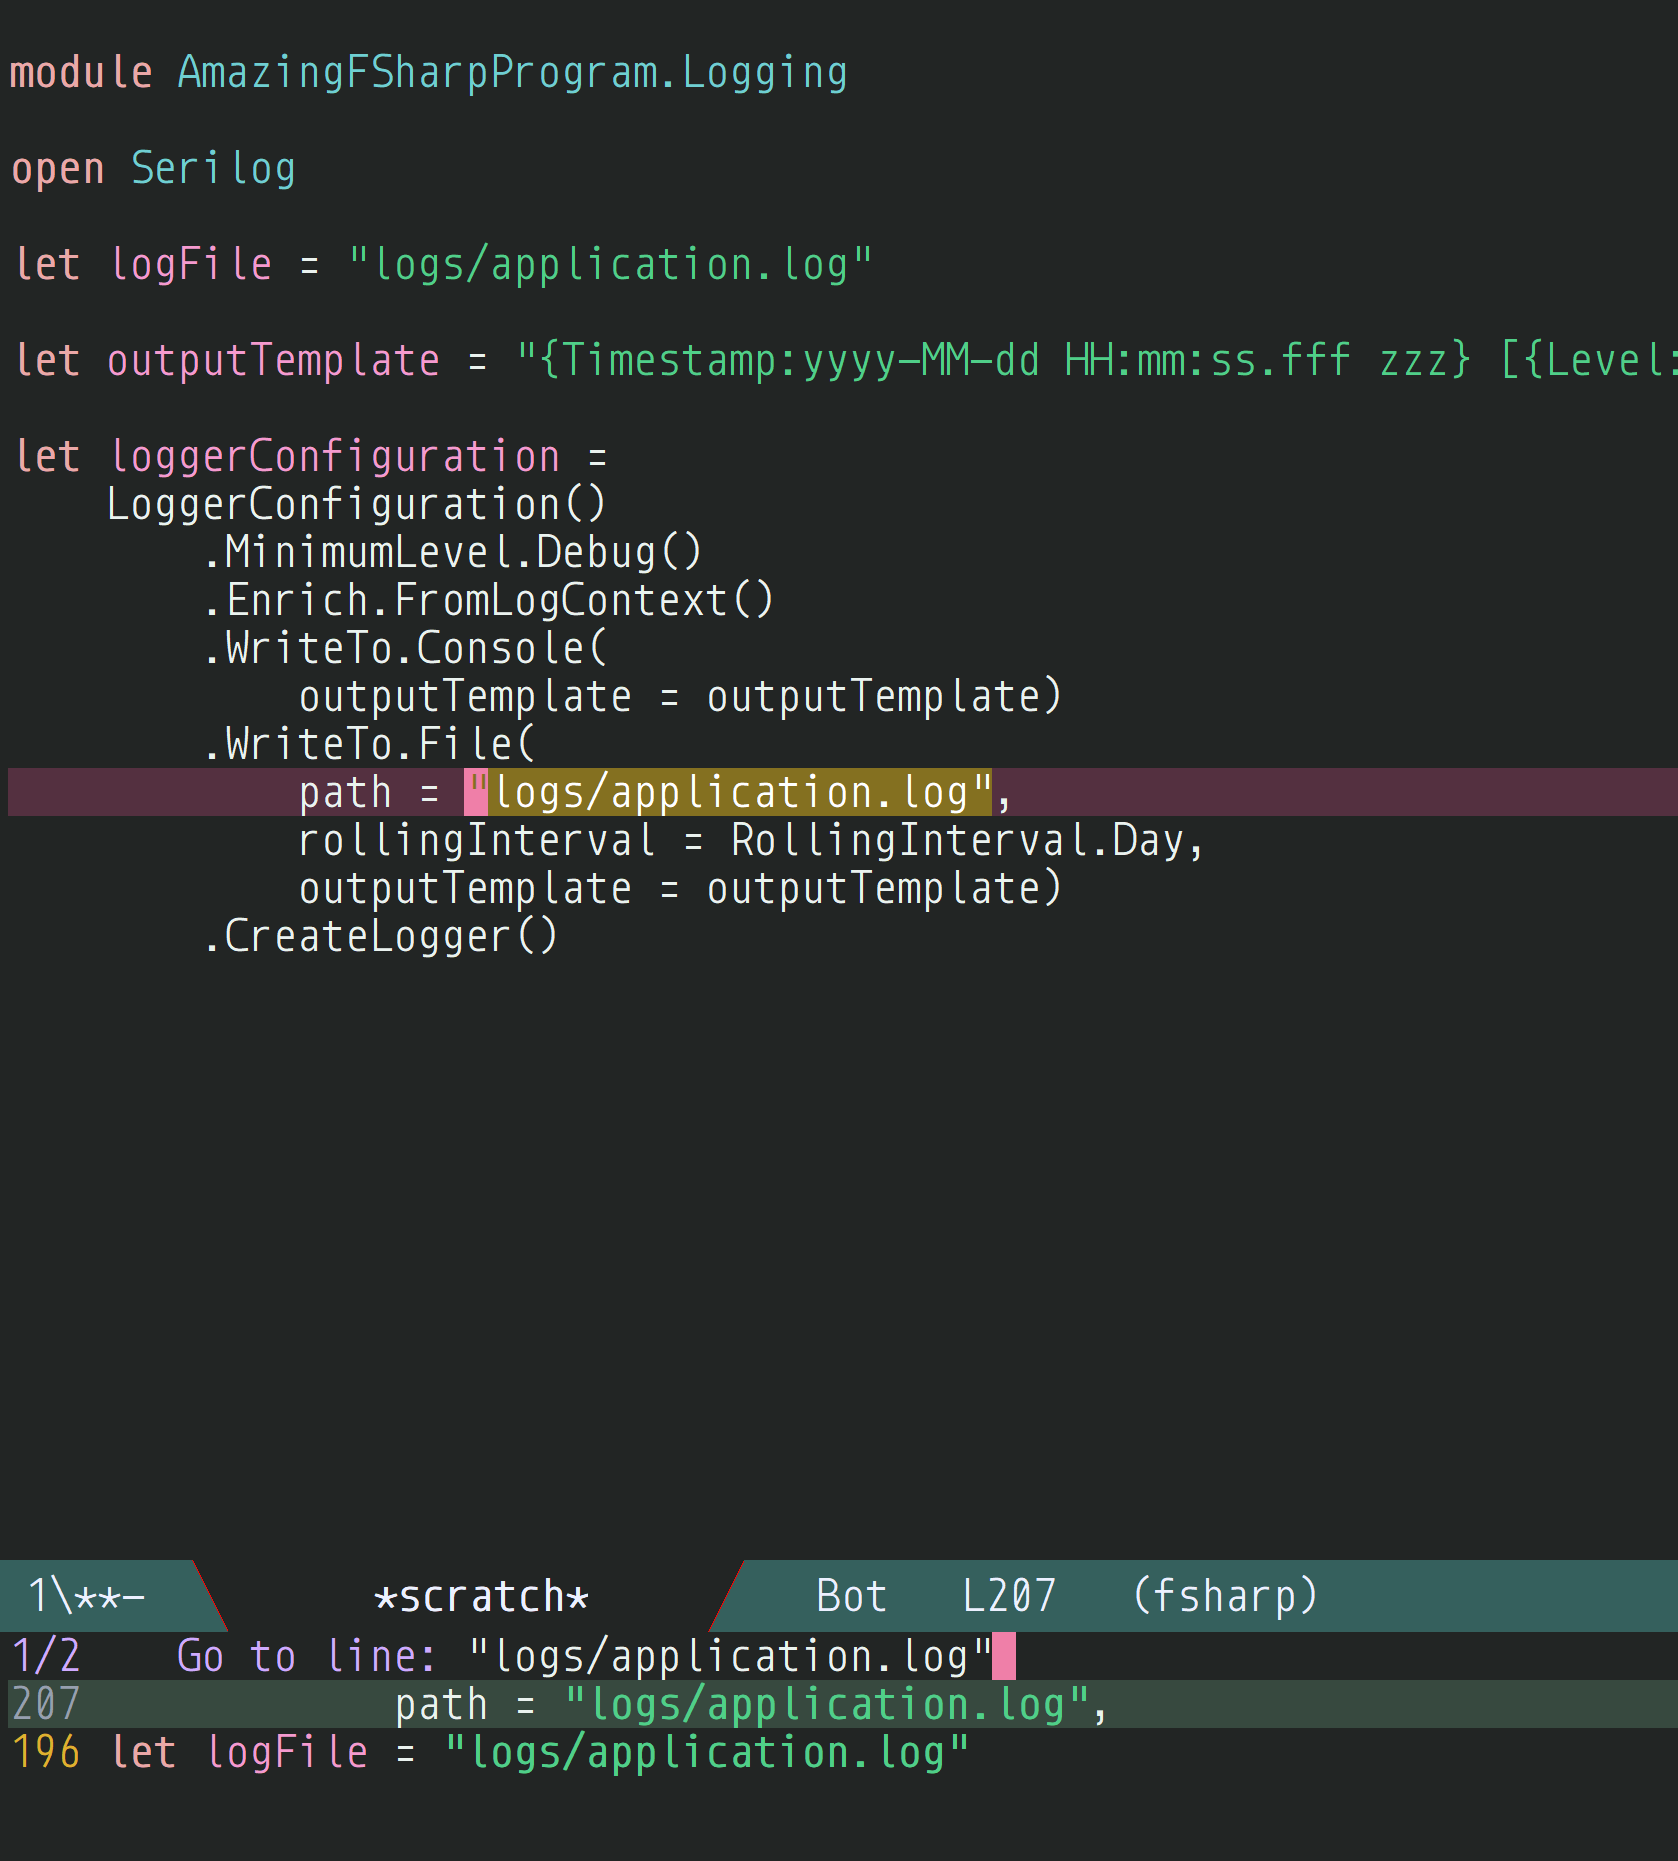 module AmazingFSharpProgram.Logging
open Serilog
let logFile = "logs/application.log"
let outputTemplate = "{Timestamp:yyyy-MM-dd HH:mm:ss.fff zzz} [{Level:
let loggerConfiguration =
    LoggerConfiguration()
        .MinimumLevel.Debug()
        .Enrich.FromLogContext()
        .WriteTo.Console(
            outputTemplate = outputTemplate)
        .WriteTo.File(
            path = "logs/application.log",
            rollingInterval = RollingInterval.Day,
            outputTemplate = outputTemplate)
        .CreateLogger()
1\**- *scratch* Bot L207 (fsharp)
1/2 Go to line: "logs/application.log"
207             path = "logs/application.log",
196 let logFile = "logs/application.log"